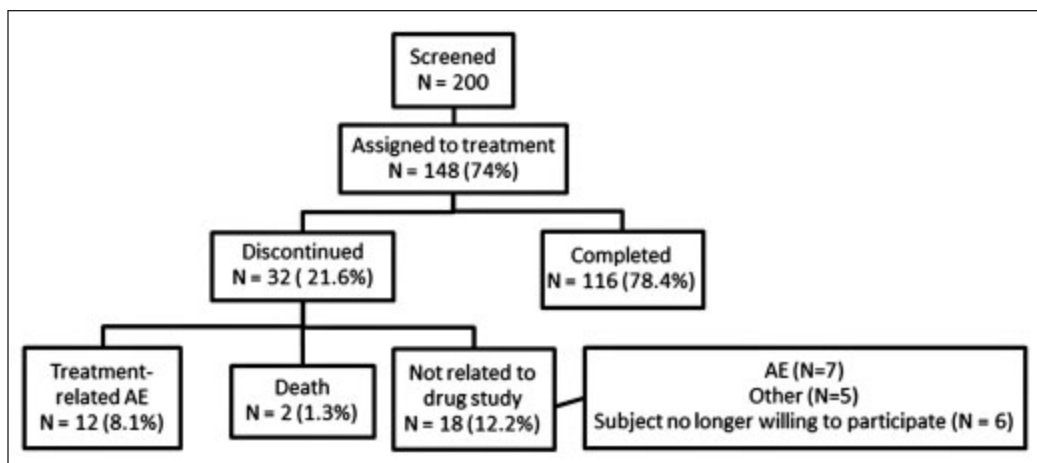 Screened
N = 200
Assigned to treatment
N = 148 (74%)
Discontinued
N = 32 ( 21.6%)
Completed
N = 116 (78.4%)
Treatment-
related AE
N = 12 (8.1%)
Death
N = 2 (1.3%)
Not related to
drug study
N = 18 (12.2%)
AE (N=7)
Other (N=5)
Subject no longer willing to participate (N = 6)